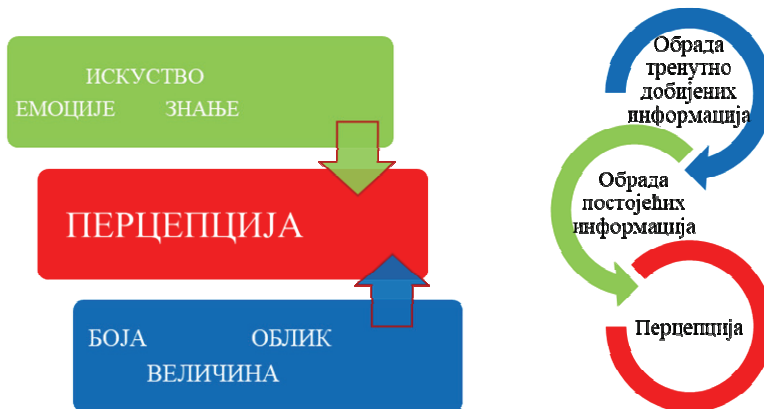 ИСКУСТВО
ЕМОЦИЈЕ ЗНАЊЕ
ПЕРЦЕПЦИЈА
БОЈА ОБЛИК
ВЕЛИЧИНА
Обрада
тренутно
добијених
информација
Обрада
постојећих
информација
Перцепција